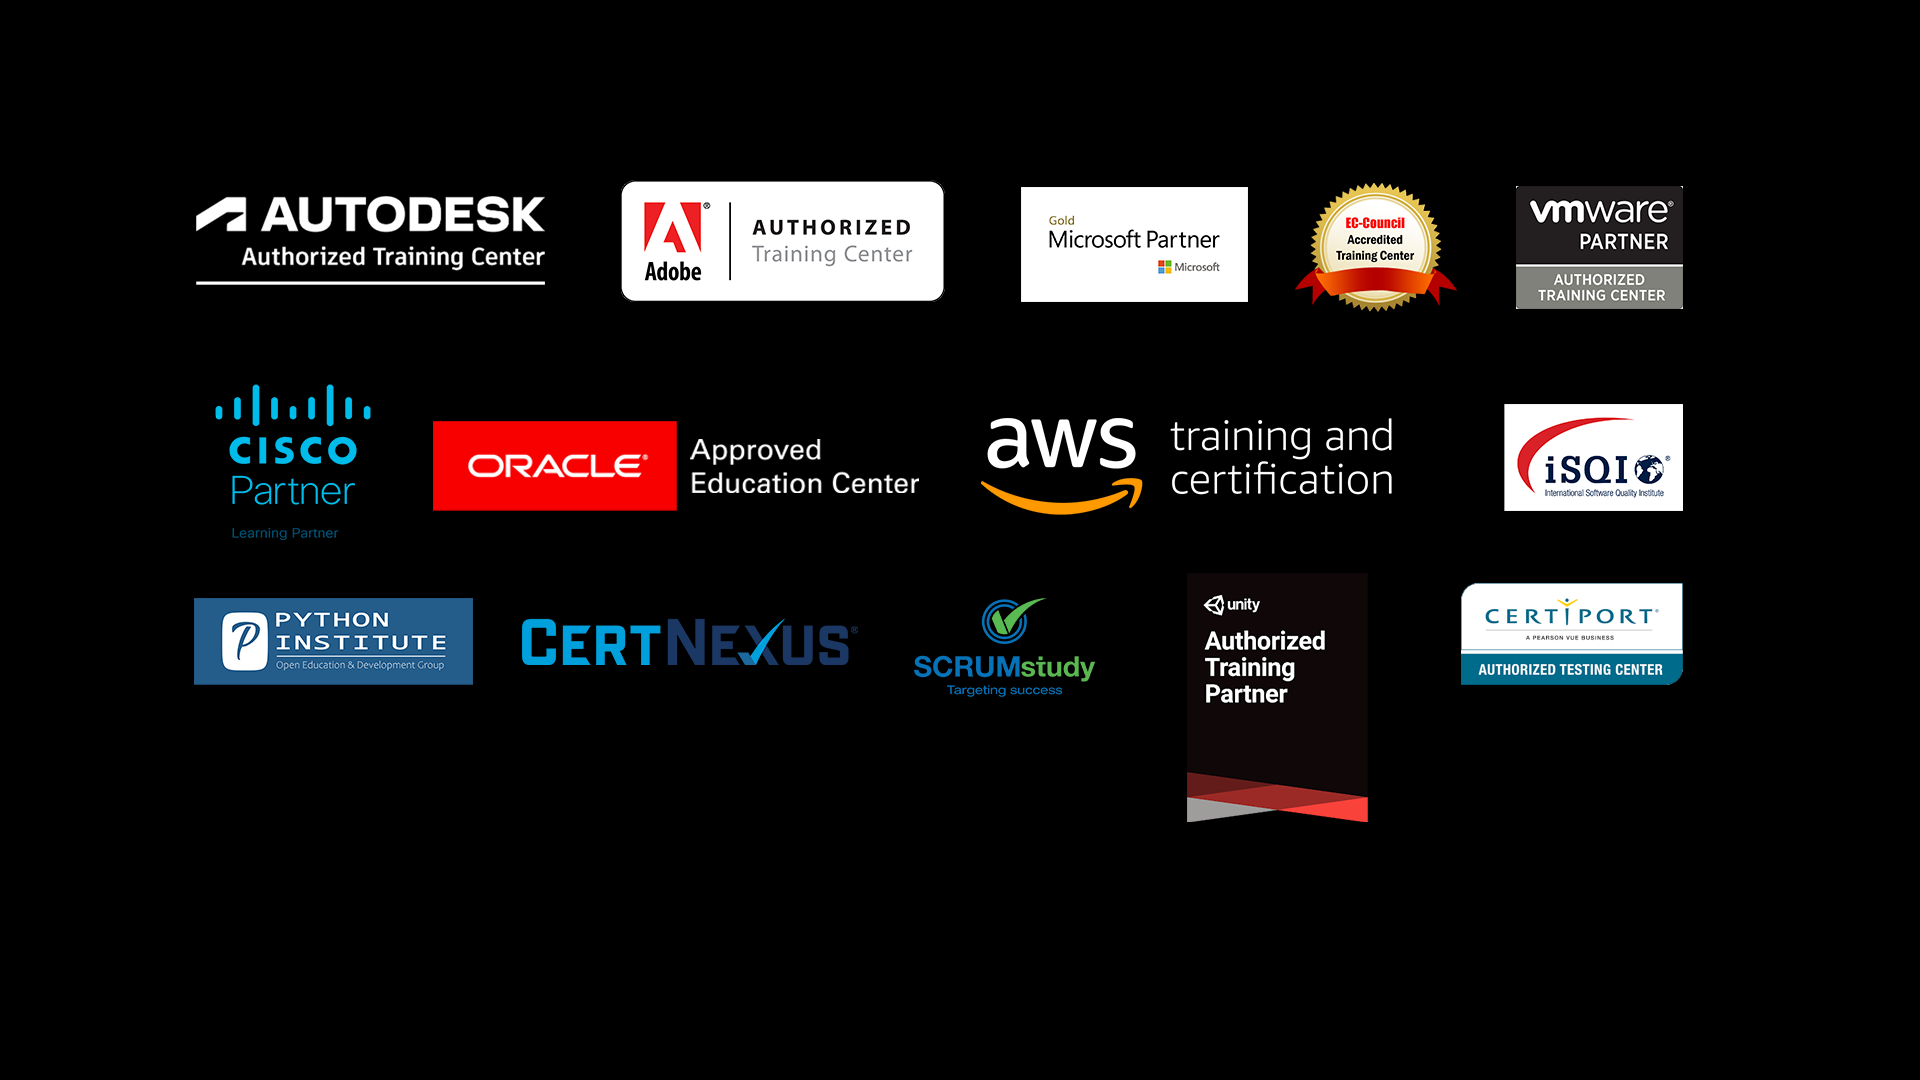 AUTODESK
Authorized Training Center
Adobe®
AUTHORIZED
Training Center
Gold
Microsoft Partner
Microsoft
EC-Council
Accredited
Training Center
vmware®
PARTNER
AUTHORIZED
TRAINING CENTER
CISCO
Partner
Learning Partner
ORACLE®
Approved
Education Center
aws
training and
certification
iSQI®
International Software Quality Institute
P
PYTHON
INSTITUTE
Open Education & Development Group
CERTNEXUS®
SCRUMstudy
Targeting success
unity
Authorized
Training
Partner
CERTIPORT®
A PEARSON VUE BUSINESS
AUTHORIZED TESTING CENTER